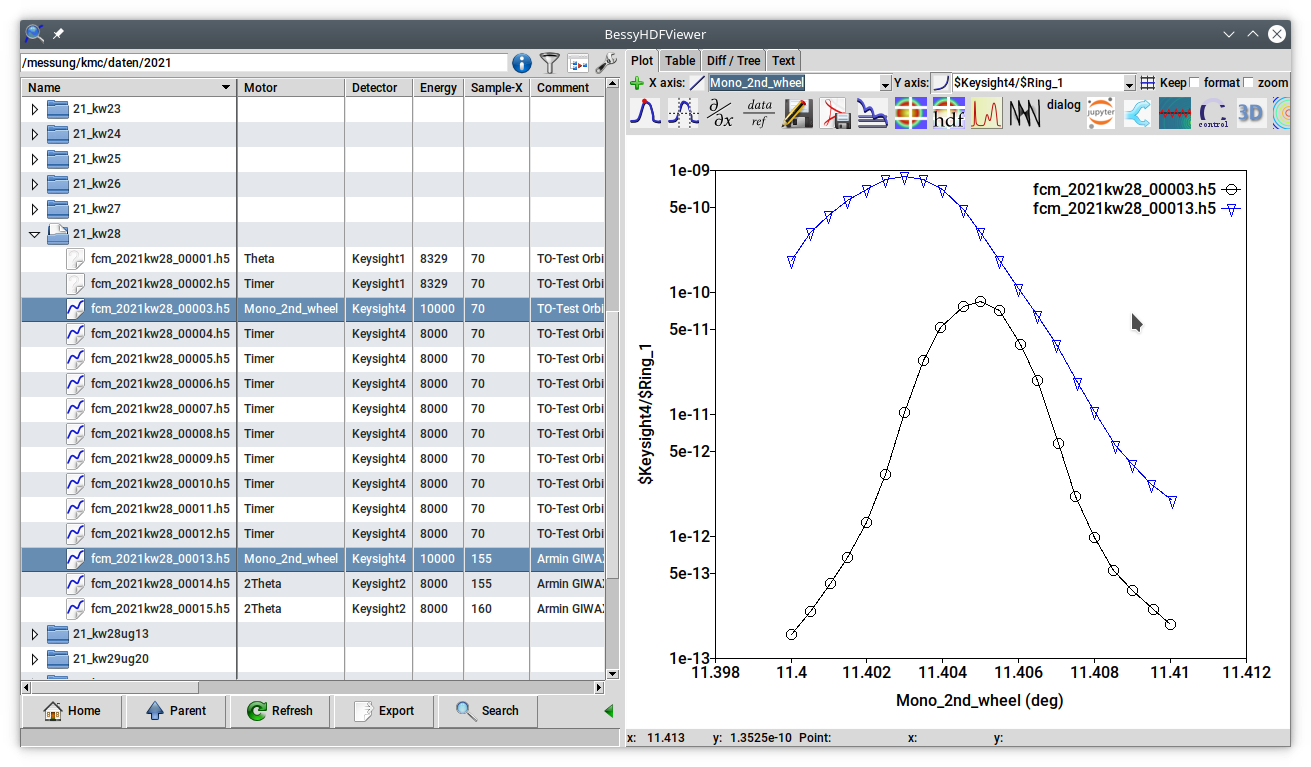 BessyHDFViewer
/messung/kmc/daten/2021
Name Motor Detector Energy Sample-X Comment
21_kw23
21_kw24
21_kw25
21_kw26
21_kw27
21_kw28
fcm_2021kw28_00001.h5 Theta Keysight1 8329 70 TO-Test Orbi
fcm_2021kw28_00002.h5 Timer Keysight1 8329 70 TO-Test Orbi
fcm_2021kw28_00003.h5 Mono_2nd_wheel Keysight4 10000 70 TO-Test Orbi
fcm_2021kw28_00004.h5 Timer Keysight4 8000 70 TO-Test Orbi
fcm_2021kw28_00005.h5 Timer Keysight4 8000 70 TO-Test Orbi
fcm_2021kw28_00006.h5 Timer Keysight4 8000 70 TO-Test Orbi
fcm_2021kw28_00007.h5 Timer Keysight4 8000 70 TO-Test Orbi
fcm_2021kw28_00008.h5 Timer Keysight4 8000 70 TO-Test Orbi
fcm_2021kw28_00009.h5 Timer Keysight4 8000 70 TO-Test Orbi
fcm_2021kw28_00010.h5 Timer Keysight4 8000 70 TO-Test Orbi
fcm_2021kw28_00011.h5 Timer Keysight4 8000 70 TO-Test Orbi
fcm_2021kw28_00012.h5 Timer Keysight4 8000 70 TO-Test Orbi
fcm_2021kw28_00013.h5 Mono_2nd_wheel Keysight4 10000 155 Armin GIWAX
fcm_2021kw28_00014.h5 2Theta Keysight2 8000 155 Armin GIWAX
fcm_2021kw28_00015.h5 2Theta Keysight2 8000 160 Armin GIWAX
21_kw28ug13
21_kw29ug20
Home Parent Refresh Export Search
Plot Table Diff / Tree Text
X axis: Mono_2nd_wheel Y axis: $Keysight4/$Ring_1 Keep format zoom
∂/∂x data ref hdf dialog jupyter control 3D
fcm_2021kw28_00003.h5
fcm_2021kw28_00013.h5
1e-09
5e-10
1e-10
5e-11
1e-11
5e-12
1e-12
5e-13
1e-13
$Keysight4/$Ring_1
11.398 11.4 11.402 11.404 11.406 11.408 11.41 11.412
Mono_2nd_wheel (deg)
x: 11.413 y: 1.3525e-10 Point: x: y: